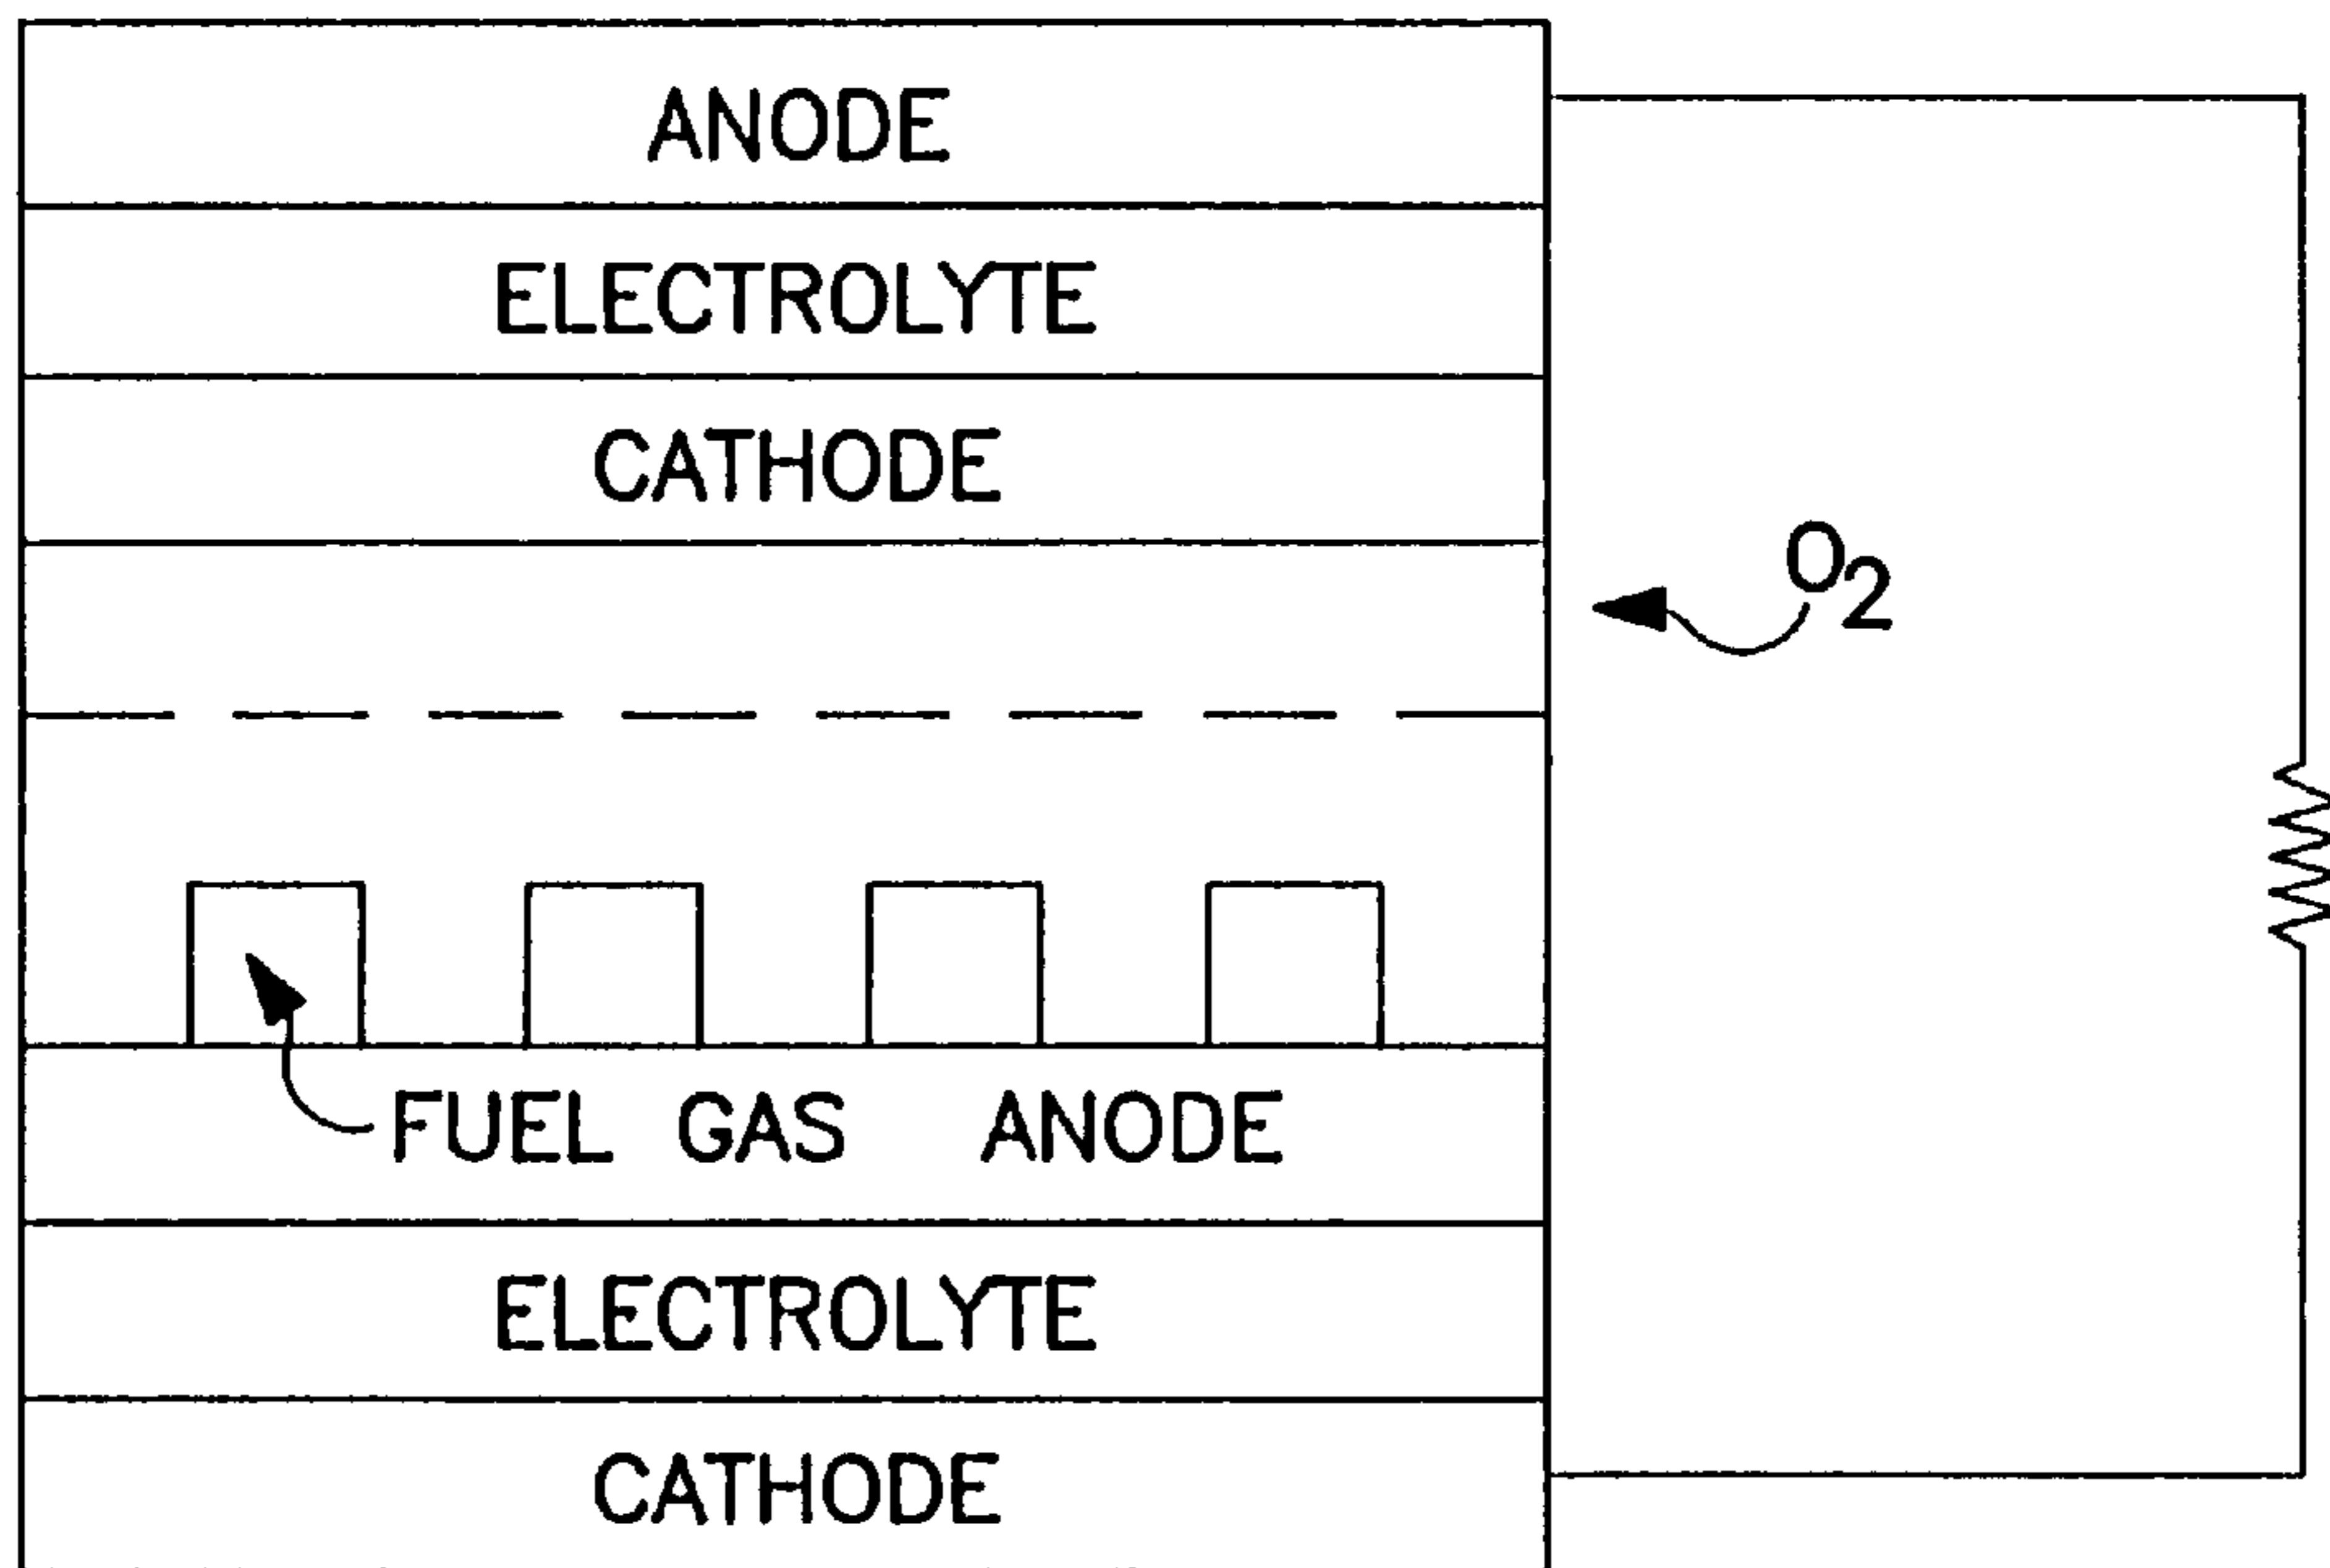 ANODE
ELECTROLYTE
CATHODE
O2
FUEL GAS ANODE
ELECTROLYTE
CATHODE